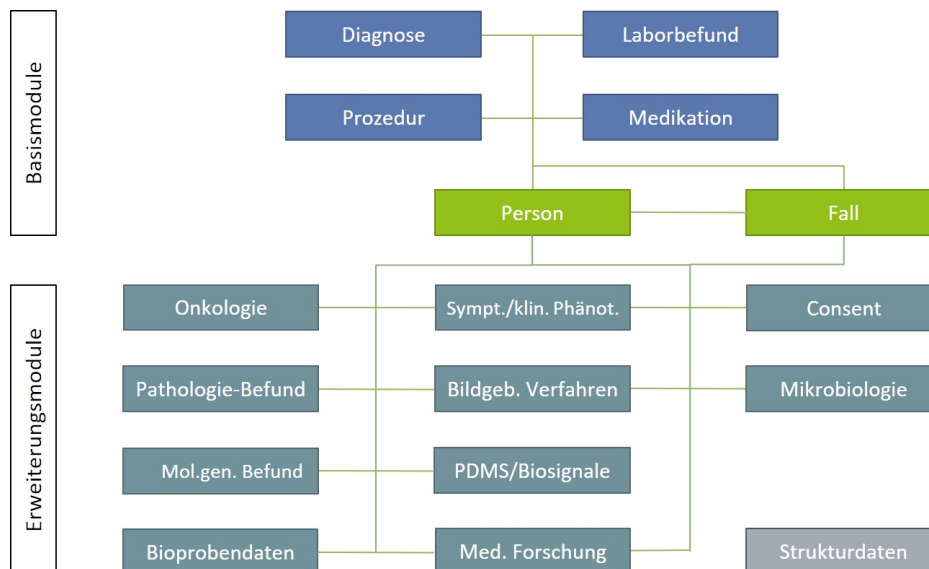 Basismodule
Diagnose
Laborbefund
Prozedur
Medikation
Person
Fall
Erweiterungsmodule
Onkologie
Sympt./klin. Phänot.
Consent
Pathologie-Befund
Bildgeb. Verfahren
Mikrobiologie
Mol.gen. Befund
PDMS/Biosignale
Bioprobendaten
Med. Forschung
Strukturdaten